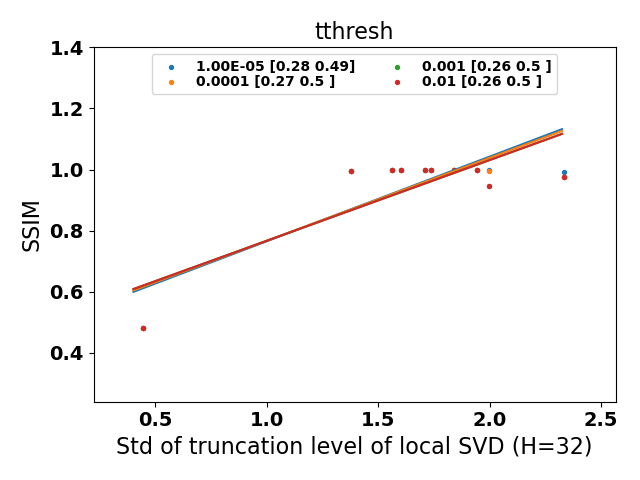 tthresh
1.00E-05 [0.28 0.49]
0.0001 [0.27 0.5 ]
0.001 [0.26 0.5 ]
0.01 [0.26 0.5 ]
SSIM
1.4
1.2
1.0
0.8
0.6
0.4
0.5 1.0 1.5 2.0 2.5
Std of truncation level of local SVD (H=32)